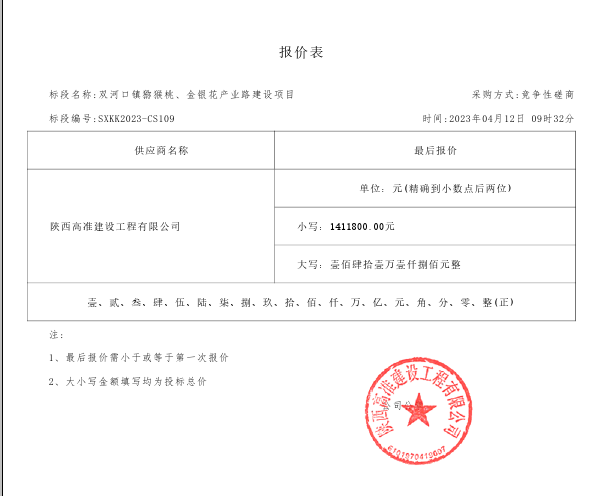 报价表
标段名称:双河口镇猕猴桃、金银花产业路建设项目
采购方式:竞争性磋商
标段编号:SXKK2023-CS109
时间:2023年04月12日 09时32分
供应商名称
最后报价
陕西高准建设工程有限公司
单位: 元(精确到小数点后两位)
小写: 1411800.00元
大写: 壹佰肆拾壹万壹仟捌佰元整
壹、贰、叁、肆、伍、陆、柒、捌、玖、拾、佰、仟、万、亿、元、角、分、零、整(正)
注:
1、最后报价需小于或等于第一次报价
2、大小写金额填写均为投标总价
陕西高准建设工程有限公司